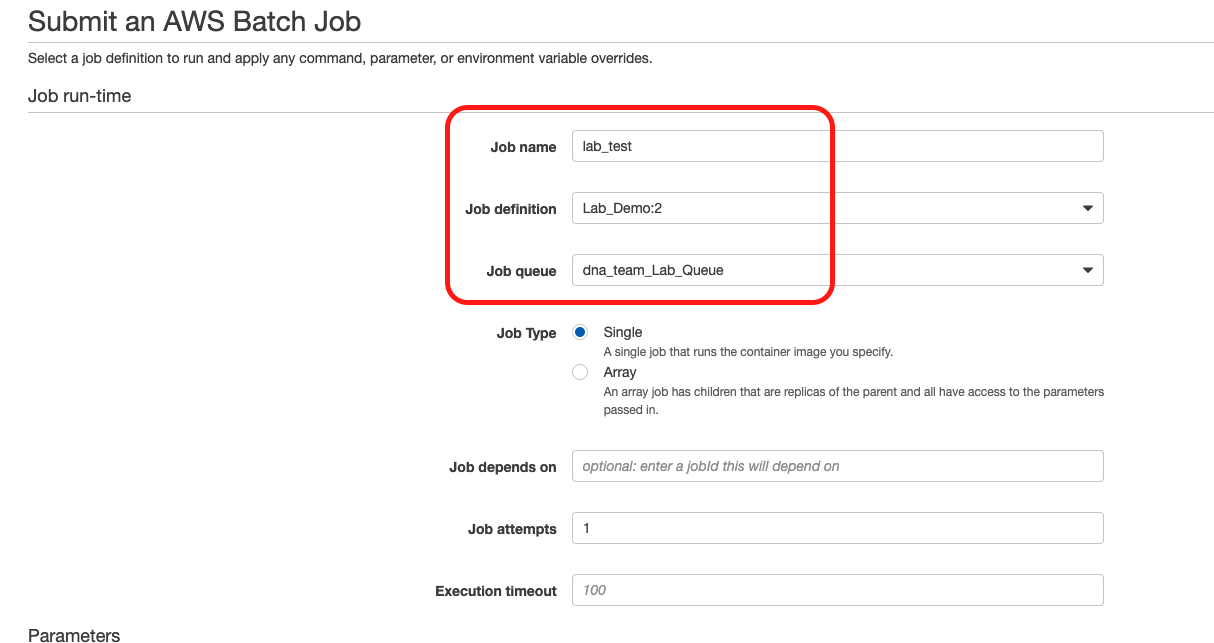 Submit an AWS Batch Job
Select a job definition to run and apply any command, parameter, or environment variable overrides.
Job run-time
Job name lab_test
Job definition Lab_Demo:2
Job queue dna_team_Lab_Queue
Job Type Single
A single job that runs the container image you specify.
Array
An array job has children that are replicas of the parent and all have access to the parameters
passed in.
Job depends on optional: enter a jobId this will depend on
Job attempts 1
Execution timeout 100
Parameters